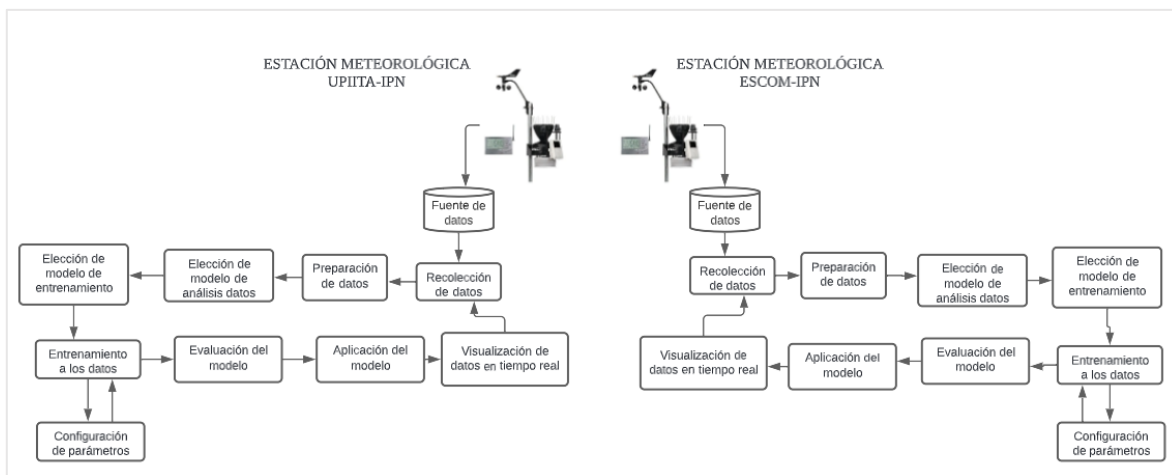 ESTACIÓN METEOROLÓGICA
UPIITA-IPN
Fuente de
datos
Recolección
de datos
Preparación
de datos
Elección de
modelo de
análisis datos
Elección de
modelo de
entrenamiento
Entrenamiento
a los datos
Configuración
de parámetros
Evaluación del
modelo
Aplicación del
modelo
Visualización de
datos en tiempo real
ESTACIÓN METEOROLÓGICA
ESCOM-IPN
Fuente de
datos
Recolección
de datos
Preparación
de datos
Elección de
modelo de
análisis datos
Elección de
modelo de
entrenamiento
Entrenamiento
a los datos
Configuración
de parámetros
Evaluación del
modelo
Aplicación del
modelo
Visualización de
datos en tiempo real